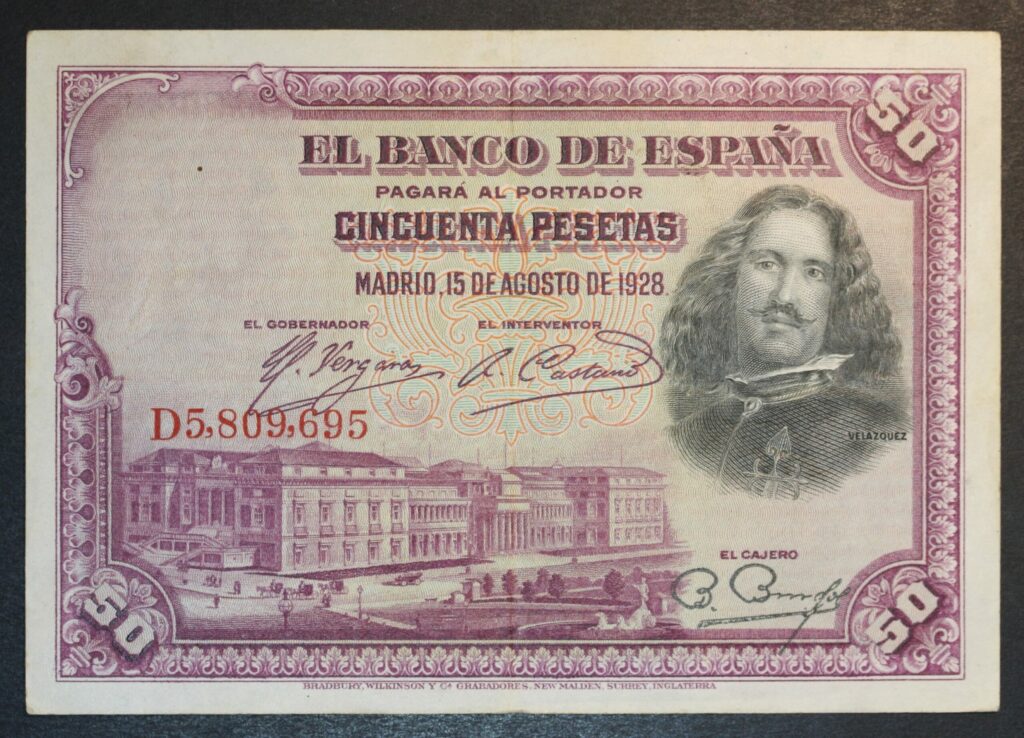 50
EL BANCO DE ESPAÑA
PAGARÁ AL PORTADOR
CINCUENTA PESETAS
MADRID, 15 DE AGOSTO DE 1928.
EL GOBERNADOR EL INTERVENTOR
D5,809,695
VELAZQUEZ
EL CAJERO
50 50
BRADBURY, WILKINSON Y Cª GRABADORES, NEW MALDEN, SURREY, INGLATERRA